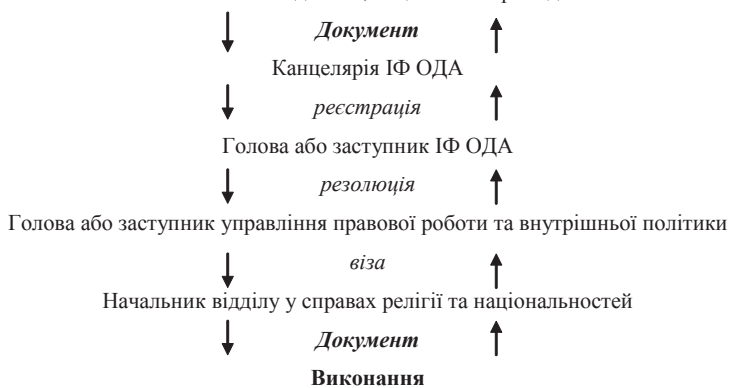 Документ
Канцелярія ІФ ОДА
реєстрація
Голова або заступник ІФ ОДА
резолюція
Голова або заступник управління правової роботи та внутрішньої політики
віза
Начальник відділу у справах релігії та національностей
Документ
Виконання